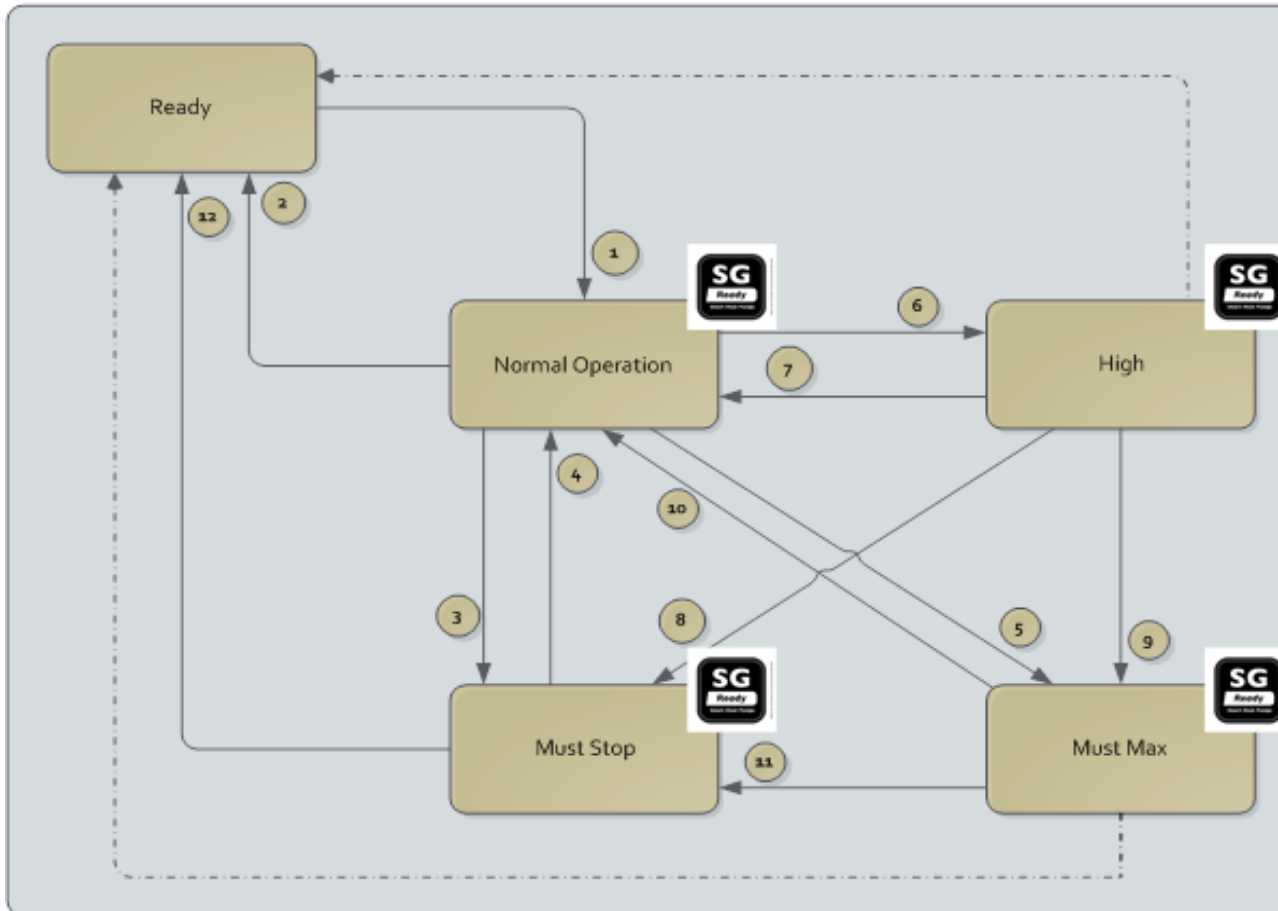 Ready
12
2
1
SG
Ready
SG
Ready
6
Normal Operation
7
High
4
10
3
8
5
9
SG
Ready
SG
Ready
Must Stop
11
Must Max